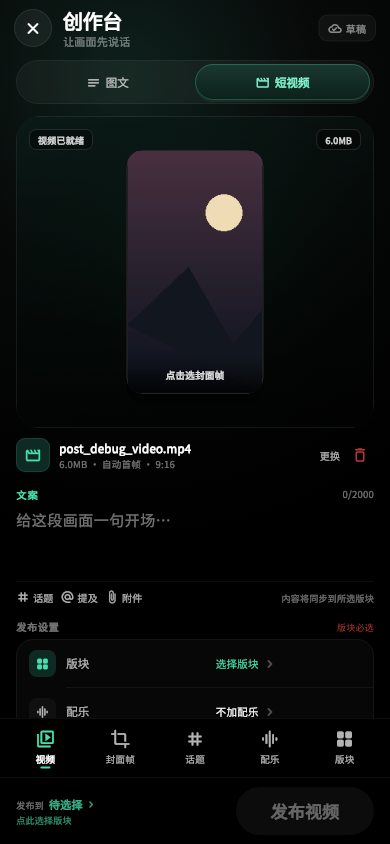 创作台
让画面先说话
草稿
图文
短视频
视频已就绪
6.0MB
点击选封面帧
post_debug_video.mp4
6.0MB • 自动首帧 • 9:16
更换
文案
0/2000
给这段画面一句开场…
话题
提及
附件
内容将同步到所选版块
发布设置
版块必选
版块
选择版块
配乐
不加配乐
视频
封面帧
话题
配乐
版块
发布到 待选择
点此选择版块
发布视频